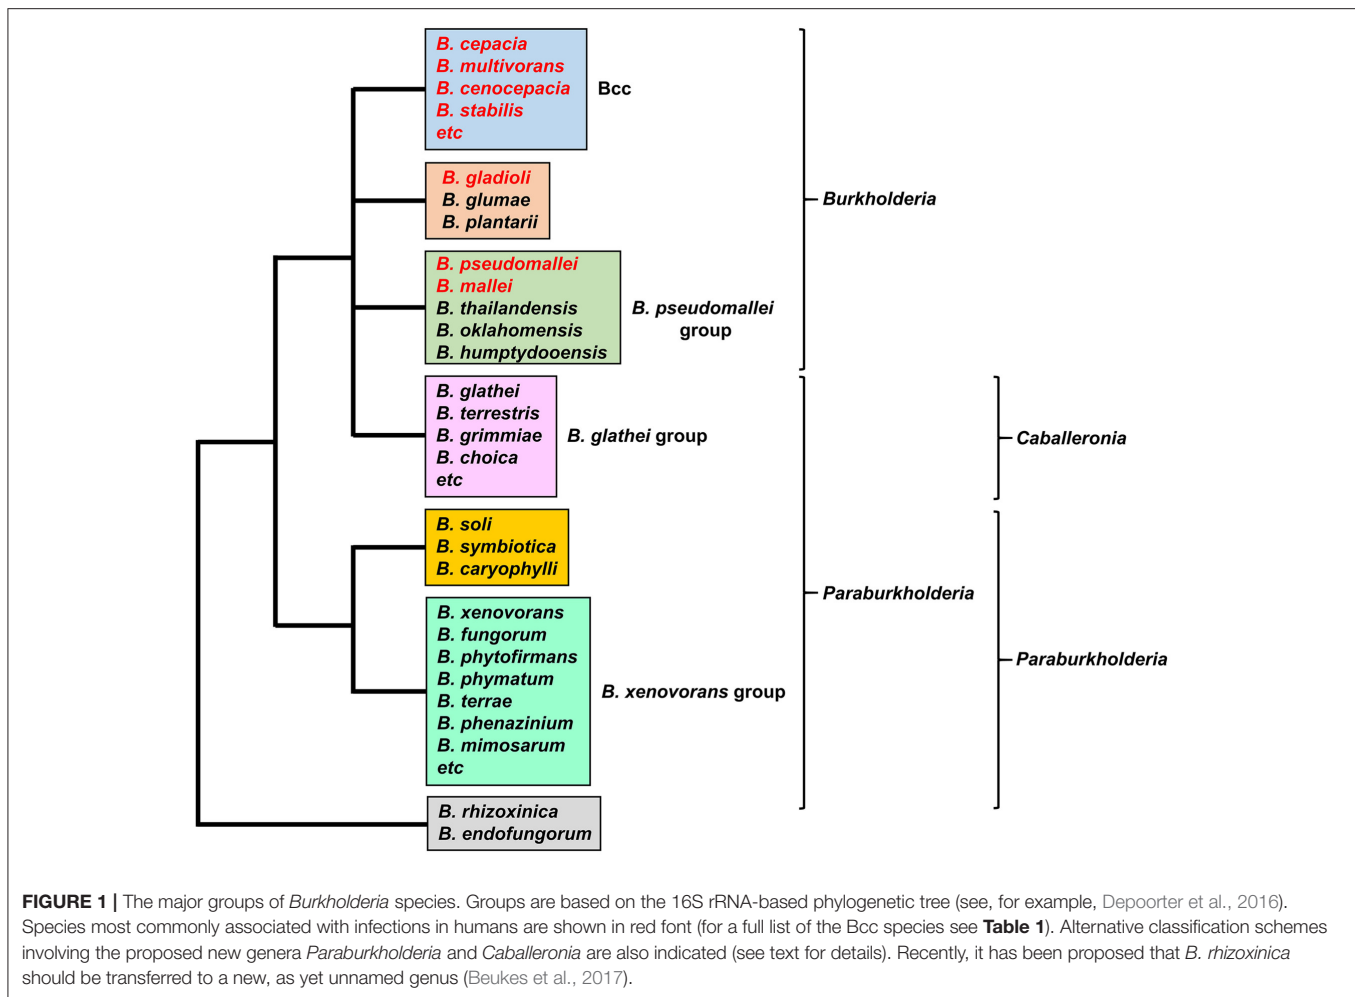 B. cepacia
B. multivorans
B. cenocepacia
B. stabilis
etc
Bcc
B. gladioli
B. glumae
B. plantarii
Burkholderia
B. pseudomallei
B. mallei
B. thailandensis
B. oklahomensis
B. humptydooensis
B. pseudomallei
group
B. glathei
B. terrestris
B. grimmiae
B. choica
etc
B. glathei group
Caballeronia
B. soli
B. symbiotica
B. caryophylli
Paraburkholderia
B. xenovorans
B. fungorum
B. phytofirmans
B. phymatum
B. terrae
B. phenazinium
B. mimosarum
etc
B. xenovorans group
Paraburkholderia
B. rhizoxinica
B. endofungorum
FIGURE 1 | The major groups of Burkholderia species. Groups are based on the 16S rRNA-based phylogenetic tree (see, for example, Depoorter et al., 2016).
Species most commonly associated with infections in humans are shown in red font (for a full list of the Bcc species see Table 1). Alternative classification schemes
involving the proposed new genera Paraburkholderia and Caballeronia are also indicated (see text for details). Recently, it has been proposed that B. rhizoxinica
should be transferred to a new, as yet unnamed genus (Beukes et al., 2017).